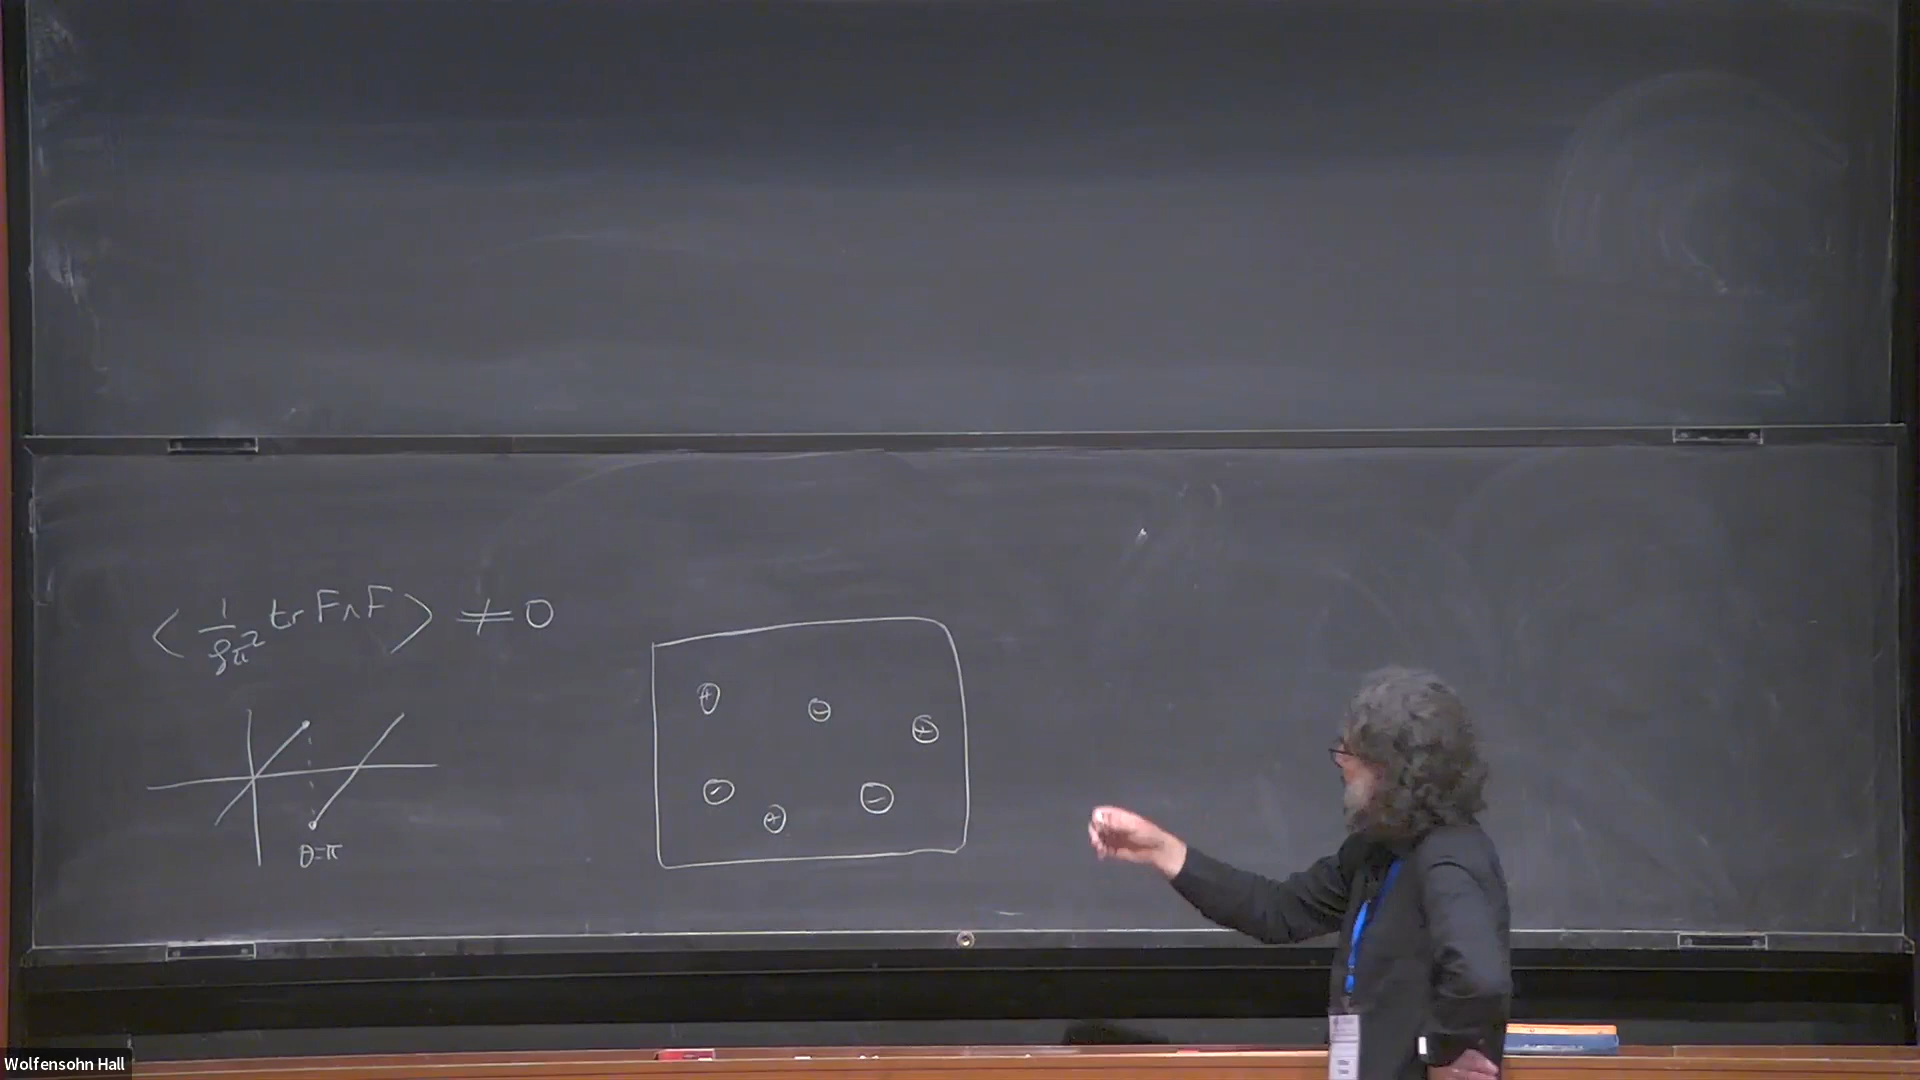 ⟨ 1/8π² tr F∧F ⟩ ≠ 0
θ=π
+ − +
− + −
Wolfensohn Hall